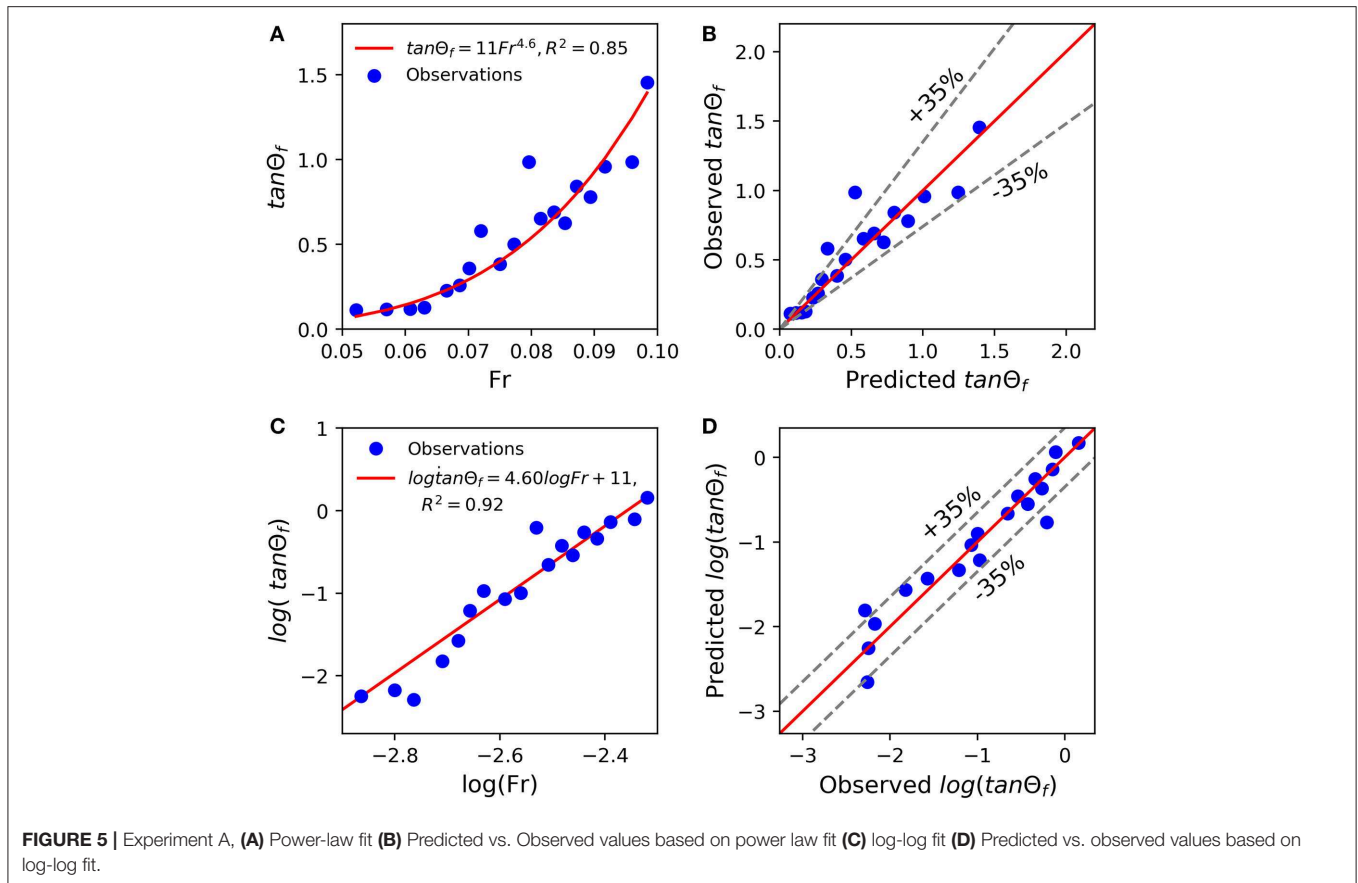 A
tanΘf = 11Fr^4.6, R² = 0.85
Observations
1.5
1.0
0.5
0.0
tanΘf
0.05 0.06 0.07 0.08 0.09 0.10
Fr
B
+35%
-35%
2.0
1.5
1.0
0.5
0.0
Observed tanΘf
0.0 0.5 1.0 1.5 2.0
Predicted tanΘf
C
Observations
logṫanΘf = 4.60logFr + 11,
R² = 0.92
1
0
−1
−2
log( tanΘf)
−2.8 −2.6 −2.4
log(Fr)
D
+35%
-35%
0
−1
−2
−3
Predicted log(tanΘf)
−3 −2 −1 0
Observed log(tanΘf)
FIGURE 5 | Experiment A, (A) Power-law fit (B) Predicted vs. Observed values based on power law fit (C) log-log fit (D) Predicted vs. observed values based on
log-log fit.